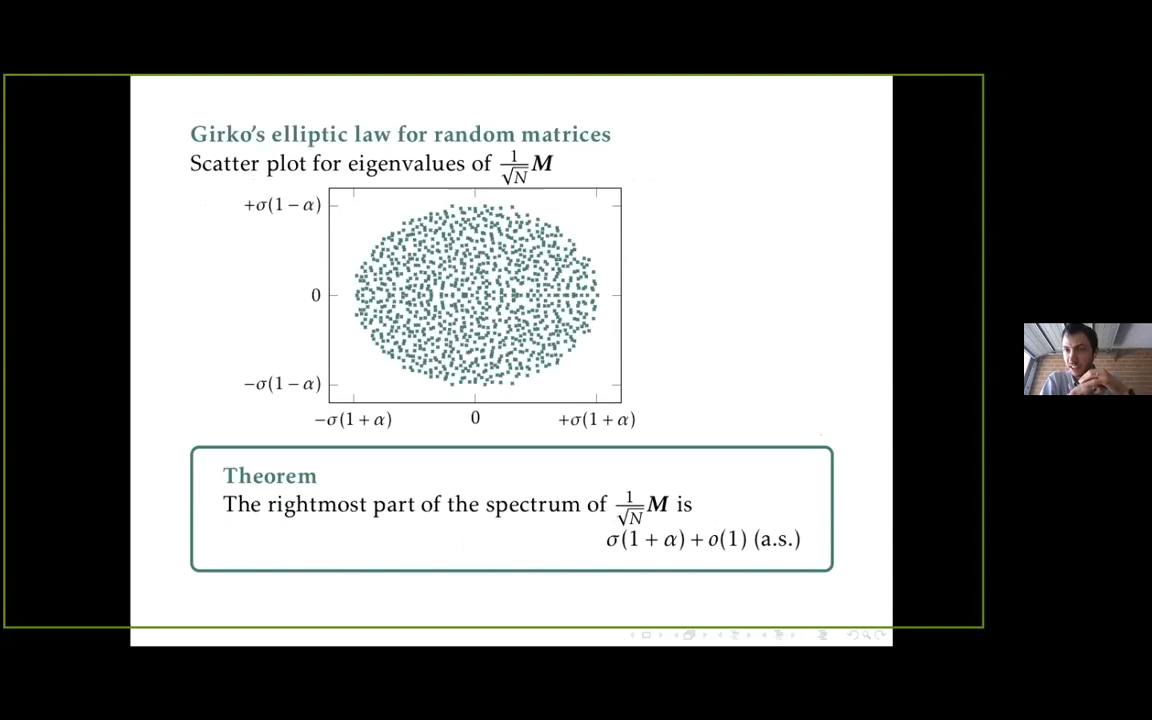 Girko's elliptic law for random matrices
Scatter plot for eigenvalues of 1/√N M
+σ(1 − α)
0
−σ(1 − α)
−σ(1 + α) 0 +σ(1 + α)
Theorem
The rightmost part of the spectrum of 1/√N M is
σ(1 + α) + o(1) (a.s.)